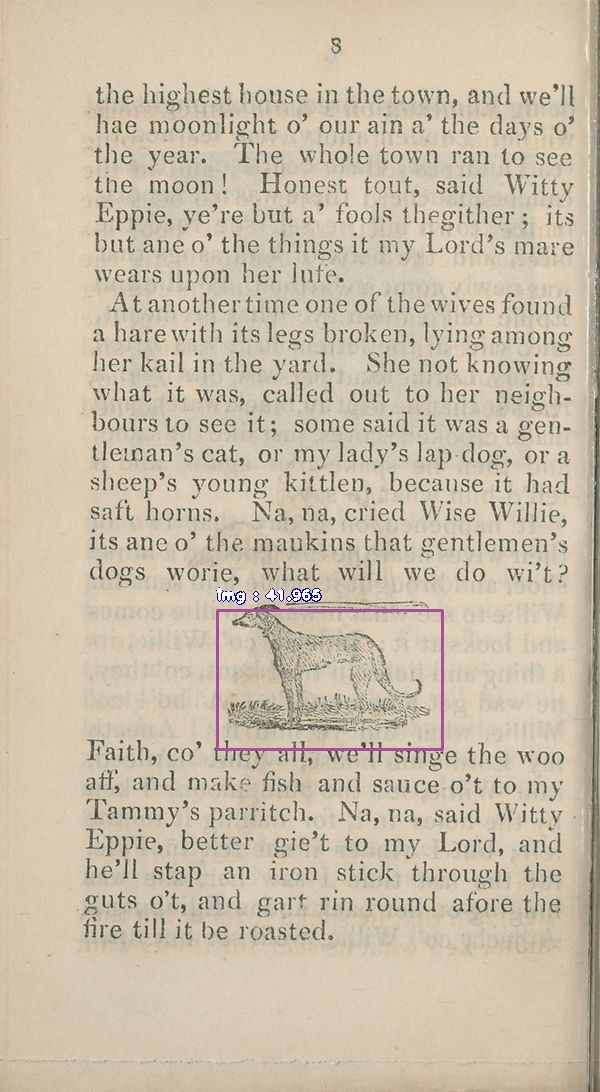 8
the highest house in the town, and we'll
hae moonlight o' our ain a' the days o'
the year. The whole town ran to see
the moon! Honest tout, said Witty
Eppie, ye're but a' fools thegither; its
but ane o' the things it my Lord's mare
wears upon her lufe.
At another time one of the wives found
a hare with its legs broken, lying among
her kail in the yard. She not knowing
what it was, called out to her neigh-
bours to see it; some said it was a gen-
tleman's cat, or my lady's lap-dog, or a
sheep's young kittlen, because it had
saft horns. Na, na, cried Wise Willie,
its ane o' the maukins that gentlemen's
dogs worie, what will we do wi't?
img : 41.965
Faith, co' they all, we'll singe the woo
aff, and make fish and sauce o't to my
Tammy's parritch. Na, na, said Witty
Eppie, better gie't to my Lord, and
he'll stap an iron stick through the
guts o't, and gart rin round afore the
fire till it be roasted.